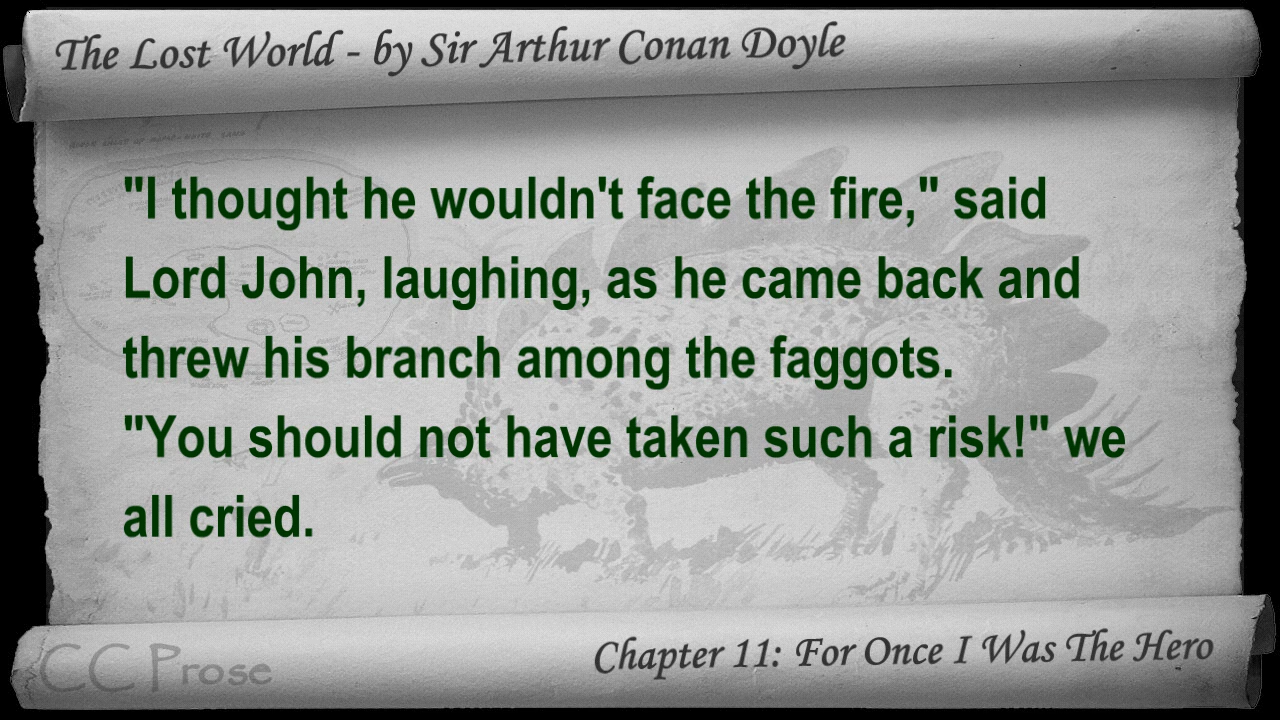 The Lost World - by Sir Arthur Conan Doyle
"I thought he wouldn't face the fire," said
Lord John, laughing, as he came back and
threw his branch among the faggots.
"You should not have taken such a risk!" we
all cried.
Chapter 11: For Once I Was The Hero
CC Prose